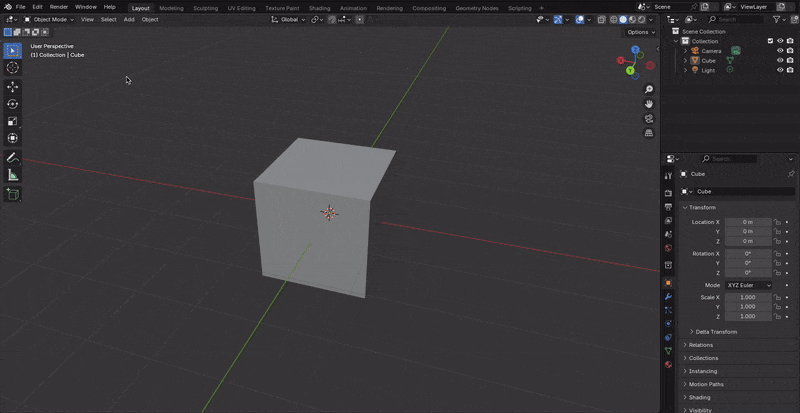 File Edit Render Window Help Layout Modeling Sculpting UV Editing Texture Paint Shading Animation Rendering Compositing Geometry Nodes Scripting + Scene ViewLayer
Object Mode View Select Add Object Global Search
Options
User Perspective
(1) Collection | Cube
Z
X
Y
Scene Collection
Collection
Camera
Cube
Light
Search
Cube
Cube
Transform
Location X 0 m
Y 0 m
Z 0 m
Rotation X 0°
Y 0°
Z 0°
Mode XYZ Euler
Scale X 1.000
Y 1.000
Z 1.000
Delta Transform
Relations
Collections
Instancing
Motion Paths
Shading
Visibility